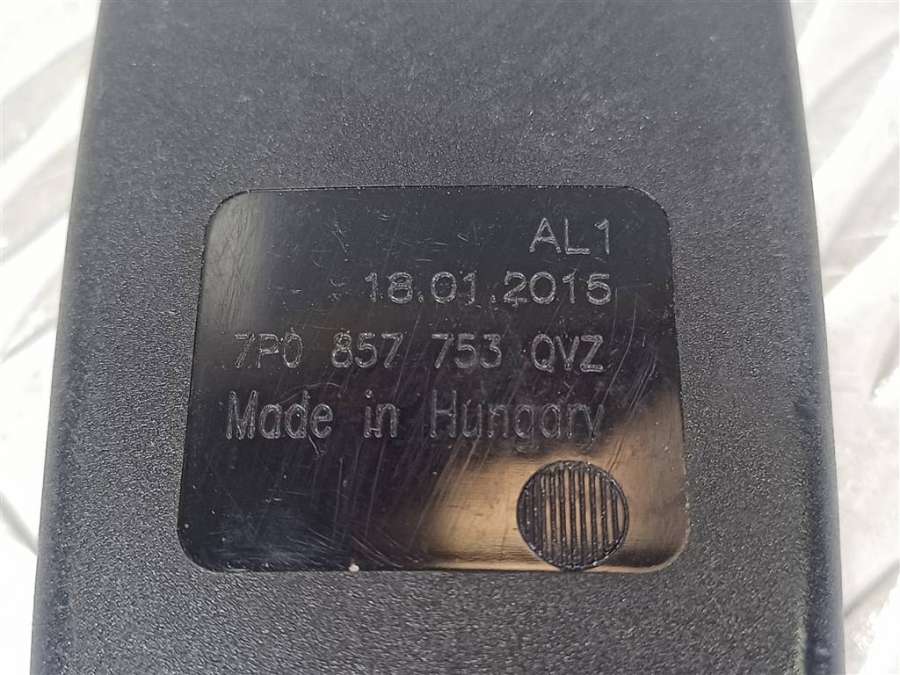 AL1
18.01.2015
7P0 857 753 QVZ
Made in Hungary